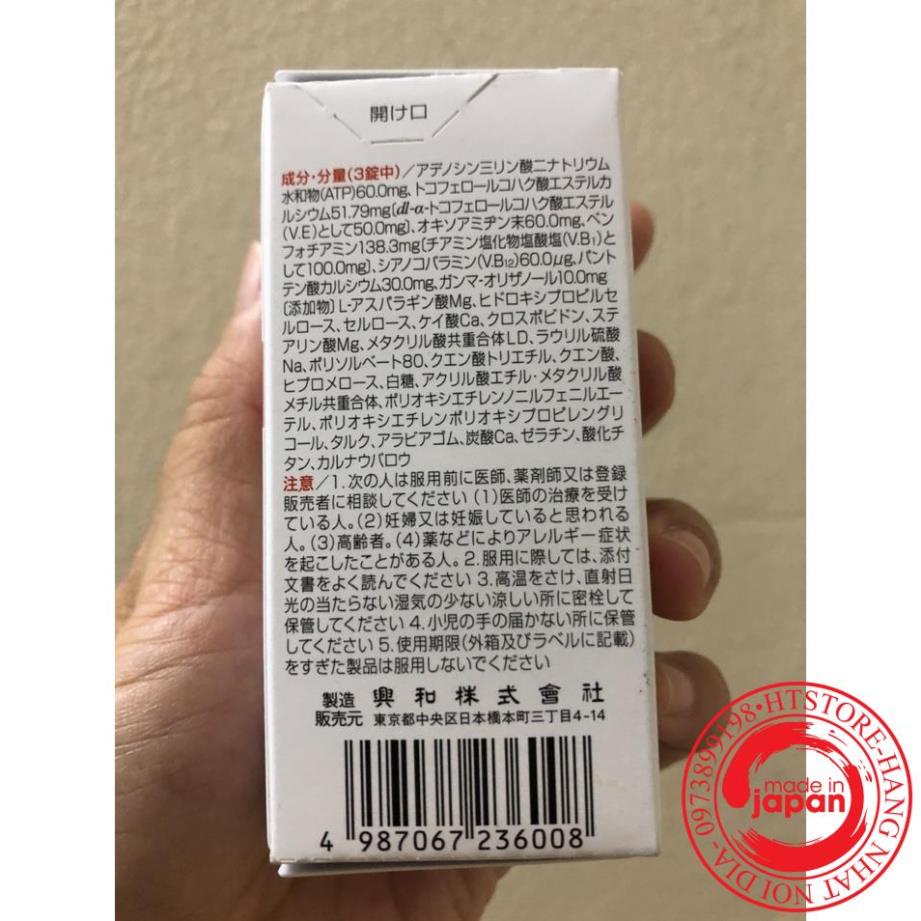 開け口
成分・分量(3錠中)/アデノシン三リン酸二ナトリウム
水和物(ATP)60.0mg、トコフェロールコハク酸エステルカ
ルシウム51.79mg〔dl-α-トコフェロールコハク酸エステル
(V.E)として50.0mg〕、オキソアミヂン末60.0mg、ベン
フォチアミン138.3mg〔チアミン塩化物塩酸塩(V.B₁)と
して100.0mg〕、シアノコバラミン(V.B₁₂)60.0μg、パント
テン酸カルシウム30.0mg、ガンマ-オリザノール10.0mg
〔添加物〕L-アスパラギン酸Mg、ヒドロキシプロピルセ
ルロース、セルロース、ケイ酸Ca、クロスポビドン、ステ
アリン酸Mg、メタクリル酸共重合体LD、ラウリル硫酸
Na、ポリソルベート80、クエン酸トリエチル、クエン酸、
ヒプロメロース、白糖、アクリル酸エチル・メタクリル酸
メチル共重合体、ポリオキシエチレンノニルフェニルエー
テル、ポリオキシエチレンポリオキシプロピレングリ
コール、タルク、アラビアゴム、炭酸Ca、ゼラチン、酸化チ
タン、カルナウバロウ
注意/1.次の人は服用前に医師、薬剤師又は登録
販売者に相談してください (1)医師の治療を受け
ている人。(2)妊婦又は妊娠していると思われる
人。(3)高齢者。(4)薬などによりアレルギー症状
を起こしたことがある人。2.服用に際しては、添付
文書をよく読んでください 3.高温をさけ、直射日
光の当たらない湿気の少ない涼しい所に密栓して
保管してください 4.小児の手の届かない所に保管
してください 5.使用期限(外箱及びラベルに記載)
をすぎた製品は服用しないでください
製造 興和株式會社
販売元 東京都中央区日本橋本町三丁目4-14
4 987067 236008
HTSTORE-HANG NHAT NOI DIA-0973899198•
made in
japan